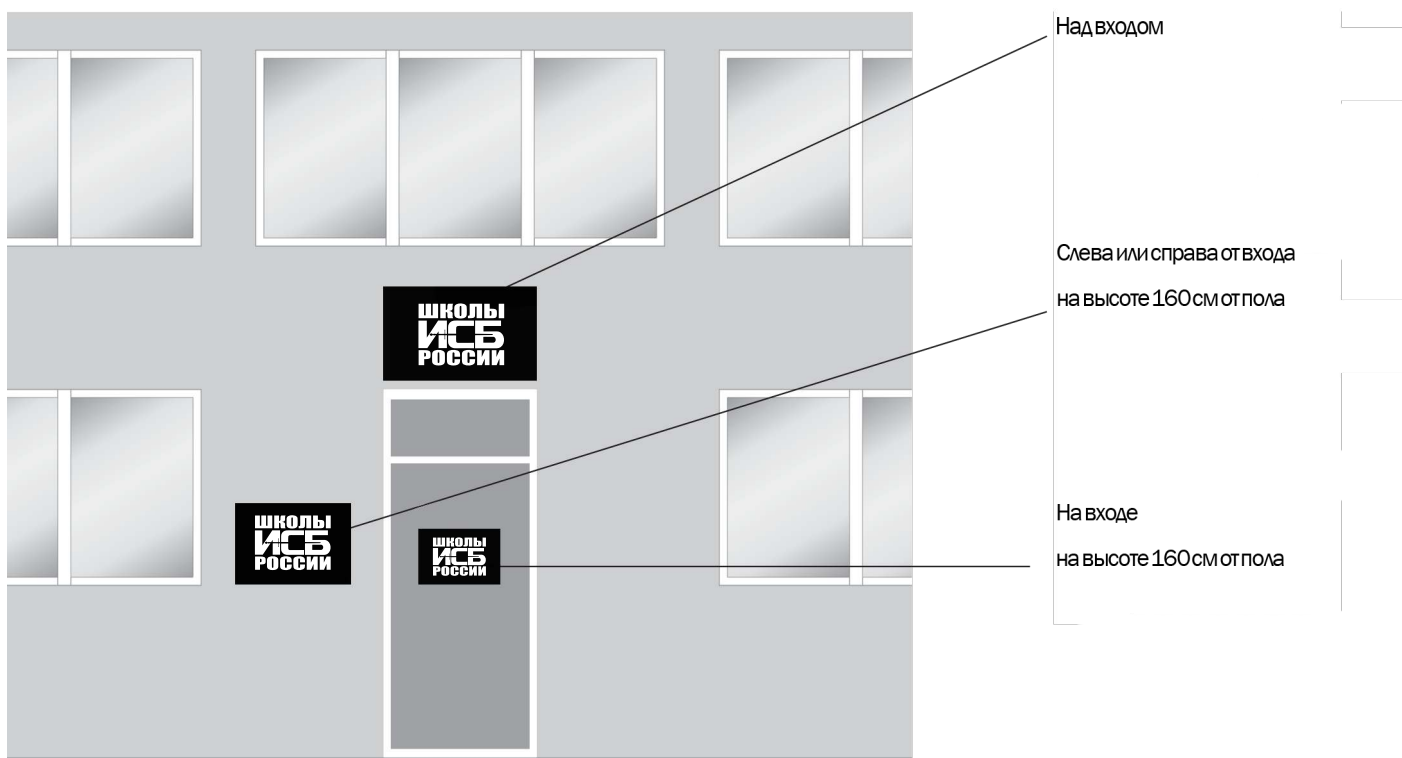 Над входом
ШКОЛЫ
ИСБ
РОССИИ
Слева или справа от входа
на высоте 160 см от пола
ШКОЛЫ
ИСБ
РОССИИ
ШКОЛЫ
ИСБ
РОССИИ
На входе
на высоте 160 см от пола